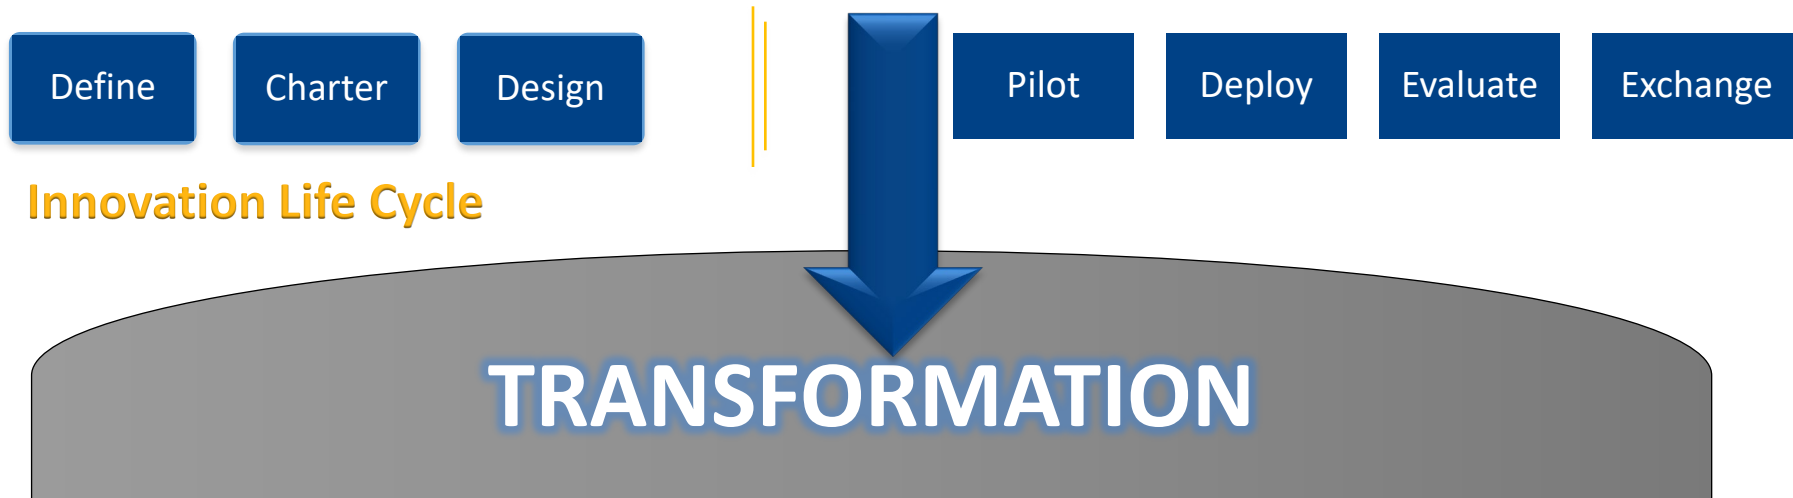 Define Charter Design Pilot Deploy Evaluate Exchange
Innovation Life Cycle
TRANSFORMATION